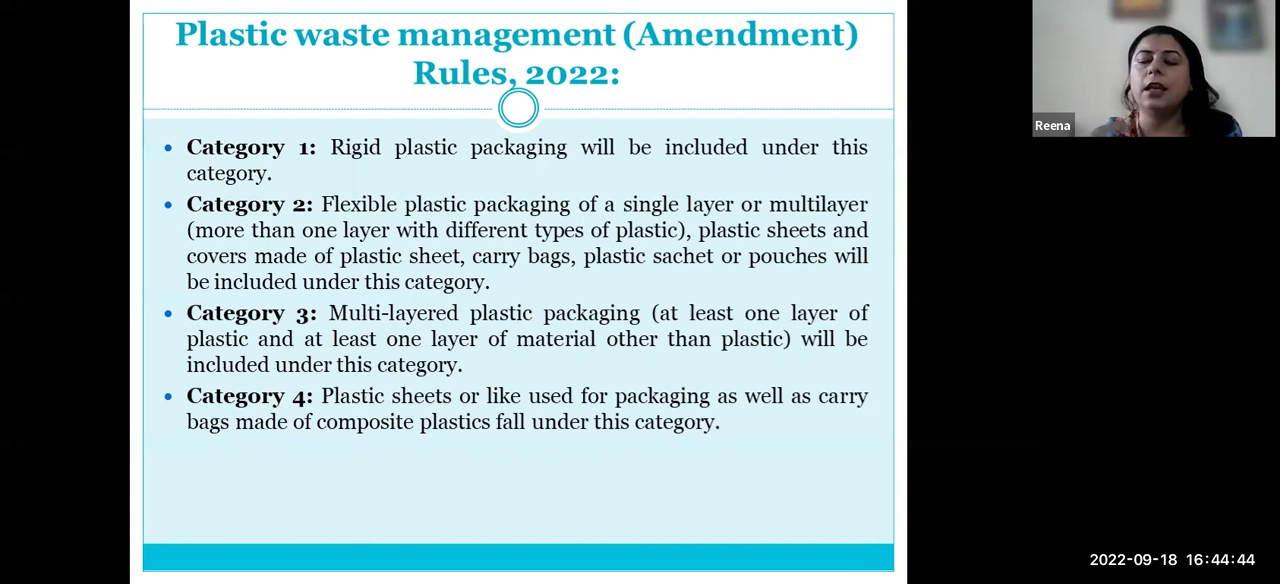 Plastic waste management (Amendment)
Rules, 2022:
• Category 1: Rigid plastic packaging will be included under this
category.
• Category 2: Flexible plastic packaging of a single layer or multilayer
(more than one layer with different types of plastic), plastic sheets and
covers made of plastic sheet, carry bags, plastic sachet or pouches will
be included under this category.
• Category 3: Multi-layered plastic packaging (at least one layer of
plastic and at least one layer of material other than plastic) will be
included under this category.
• Category 4: Plastic sheets or like used for packaging as well as carry
bags made of composite plastics fall under this category.
Reena
2022-09-18 16:44:44